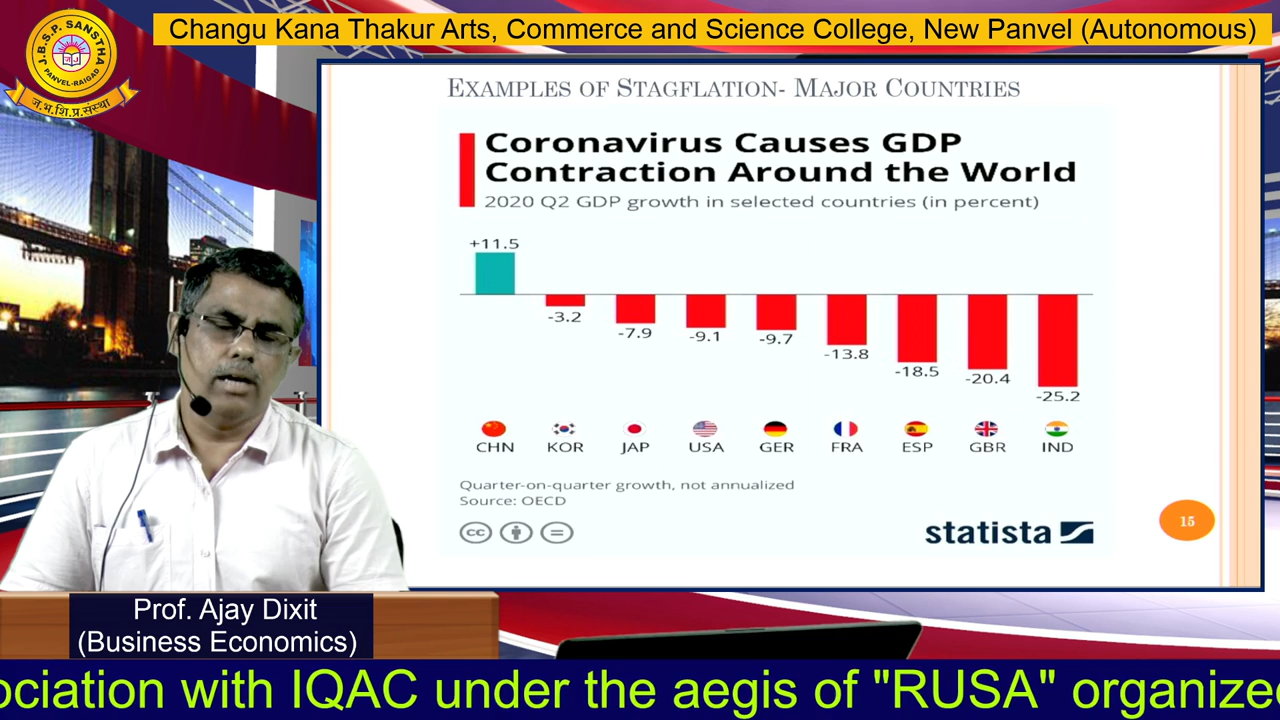 Changu Kana Thakur Arts, Commerce and Science College, New Panvel (Autonomous)
J.B.S.P. SANSTHA
PANVEL-RAIGAD
ज.भ.शि.प्र.संस्था
EXAMPLES OF STAGFLATION- MAJOR COUNTRIES
Coronavirus Causes GDP
Contraction Around the World
2020 Q2 GDP growth in selected countries (in percent)
+11.5
-3.2
-7.9
-9.1
-9.7
-13.8
-18.5
-20.4
-25.2
CHN KOR JAP USA GER FRA ESP GBR IND
Quarter-on-quarter growth, not annualized
Source: OECD
cc
statista
15
Prof. Ajay Dixit
(Business Economics)
ociation with IQAC under the aegis of "RUSA" organize